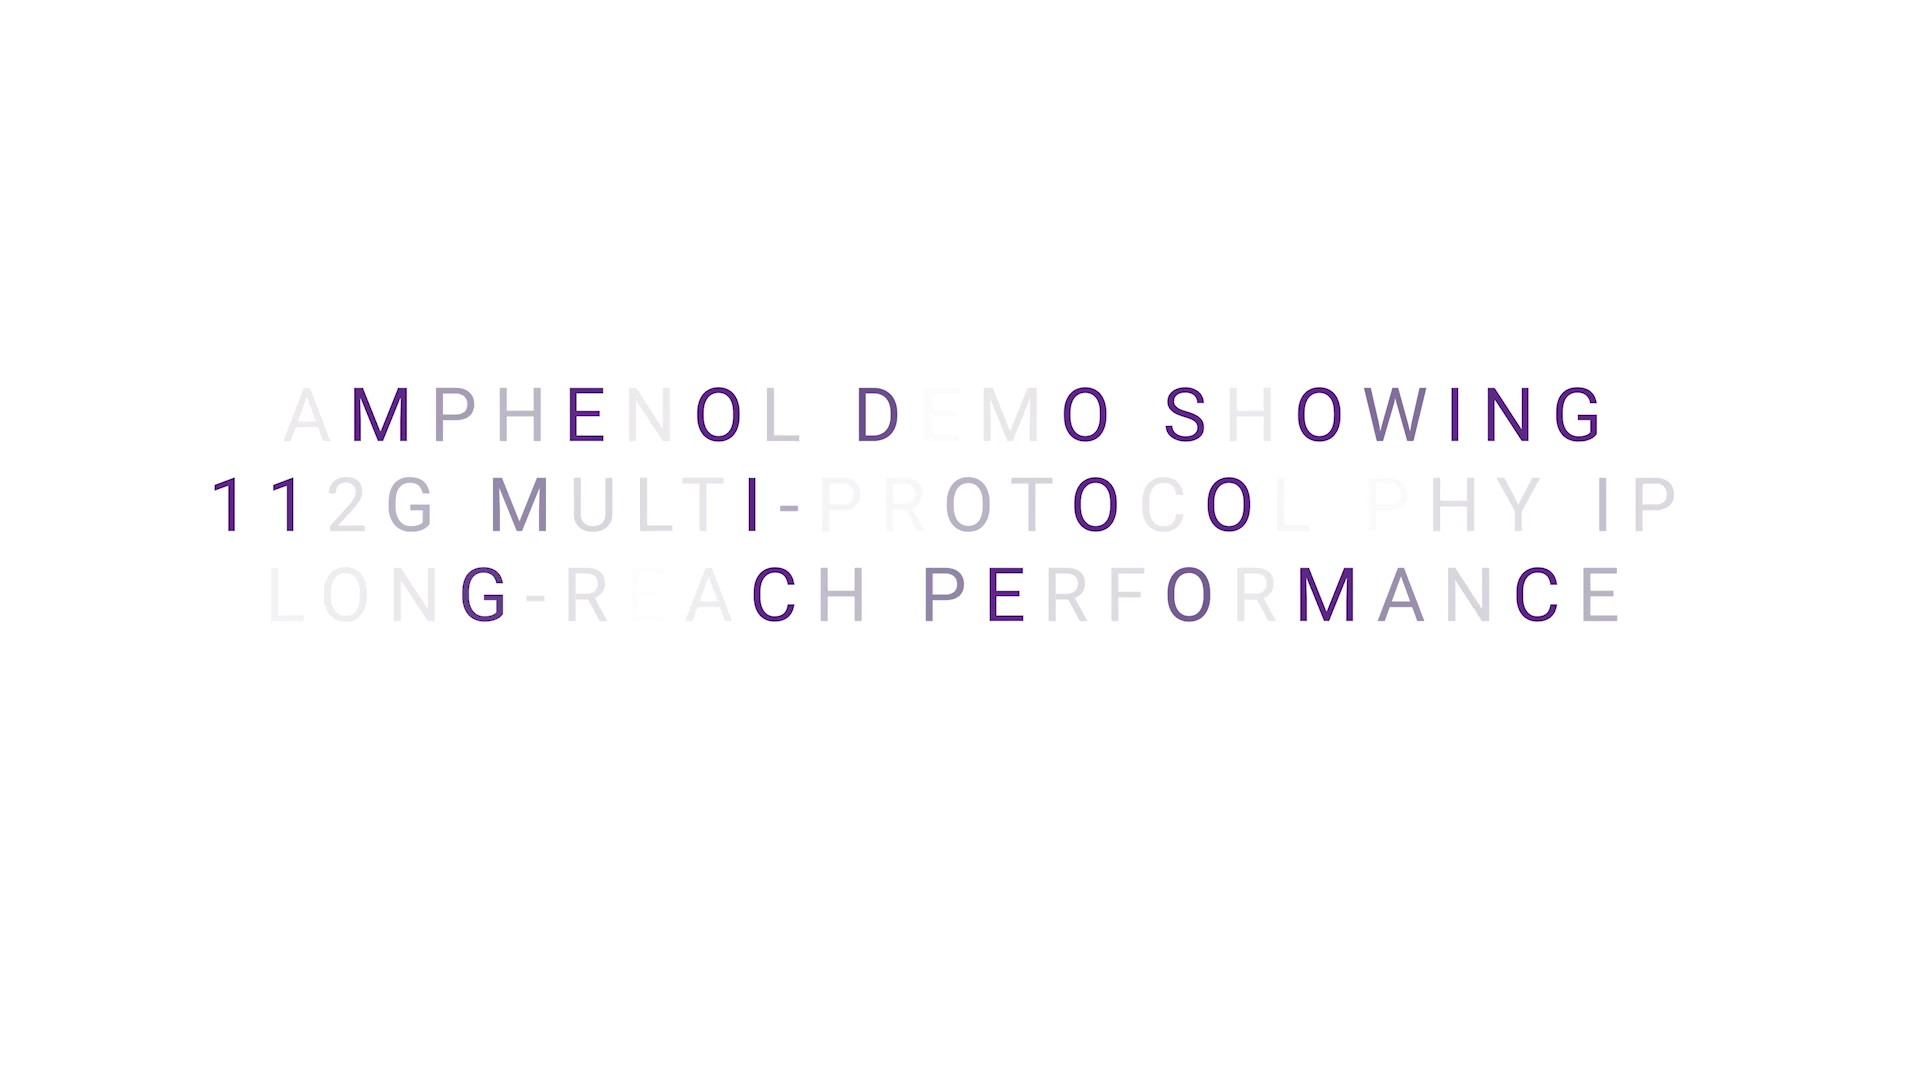 AMPHENOL DEMO SHOWING
112G MULTI-PROTOCOL PHY IP
LONG-REACH PERFORMANCE